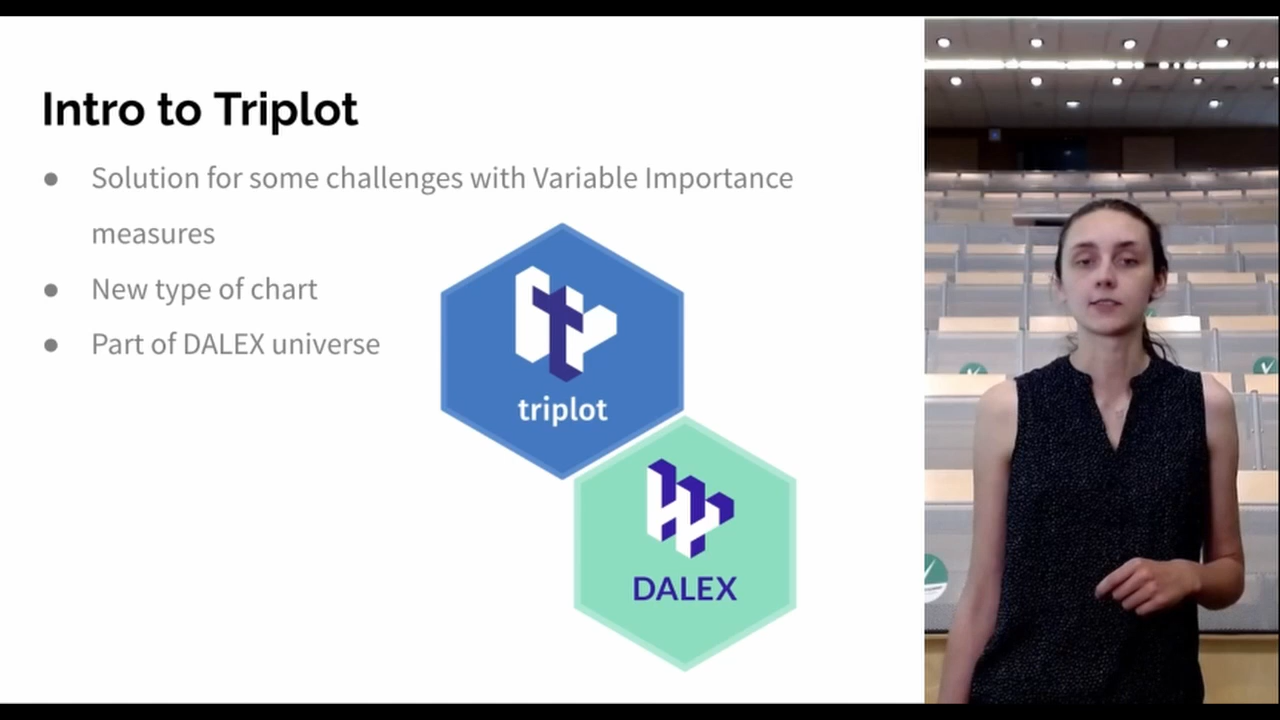 Intro to Triplot
● Solution for some challenges with Variable Importance
measures
● New type of chart
● Part of DALEX universe
triplot
DALEX